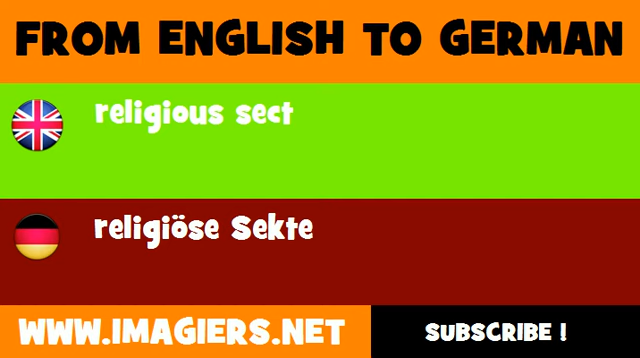 FROM ENGLISH TO GERMAN
religious sect
religiöse Sekte
WWW.IMAGIERS.NET
SUBSCRIBE !